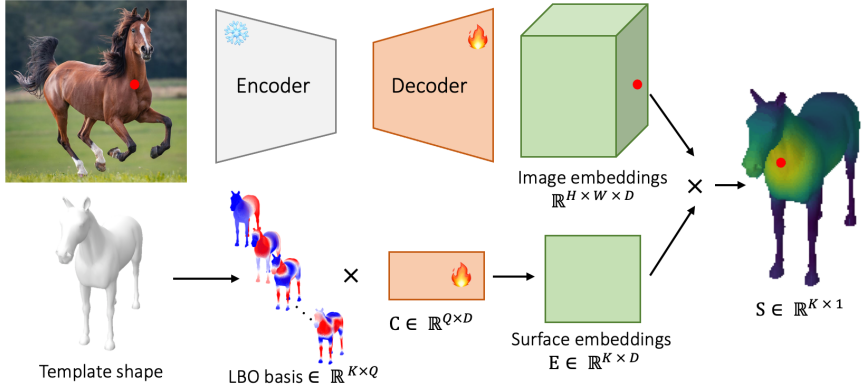 Encoder
Decoder
Image embeddings
ℝ^{H×W×D}
×
×
Template shape
LBO basis ∈ ℝ^{K×Q}
C ∈ ℝ^{Q×D}
Surface embeddings
E ∈ ℝ^{K×D}
S ∈ ℝ^{K×1}